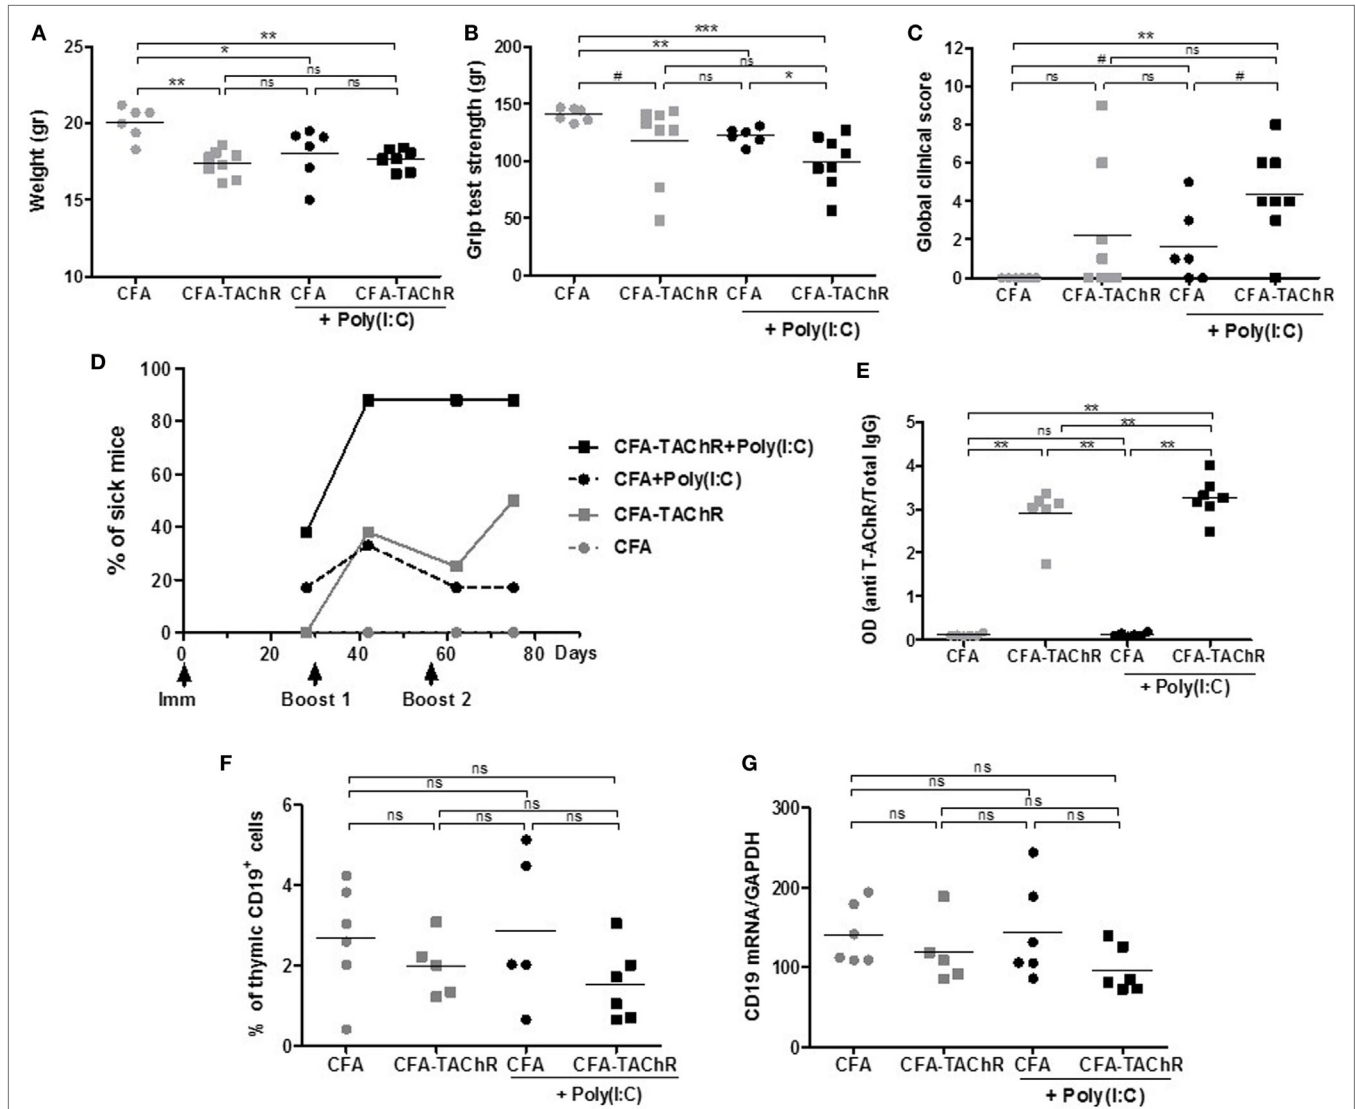 A
25
20
15
10
Weight (gr)
**
*
ns
**
ns
ns
CFA
CFA-TAChR
CFA
CFA-TAChR
+ Poly(I:C)
B
200
150
100
50
0
Grip test strength (gr)
***
**
ns
#
ns
*
CFA
CFA-TAChR
CFA
CFA-TAChR
+ Poly(I:C)
C
12
10
8
6
4
2
0
Global clinical score
**
ns
#
ns
ns
#
CFA
CFA-TAChR
CFA
CFA-TAChR
+ Poly(I:C)
D
100
80
60
40
20
0
% of sick mice
0
20
40
60
80
Days
Imm
Boost 1
Boost 2
CFA-TAChR+Poly(I:C)
CFA+Poly(I:C)
CFA-TAChR
CFA
E
5
4
3
2
1
0
OD (anti T-AChR/Total IgG)
**
**
ns
**
**
**
CFA
CFA-TAChR
CFA
CFA-TAChR
+ Poly(I:C)
F
6
4
2
0
% of thymic CD19+ cells
ns
ns
ns
ns
ns
ns
CFA
CFA-TAChR
CFA
CFA-TAChR
+ Poly(I:C)
G
300
200
100
0
CD19 mRNA/GAPDH
ns
ns
ns
ns
ns
ns
CFA
CFA-TAChR
CFA
CFA-TAChR
+ Poly(I:C)